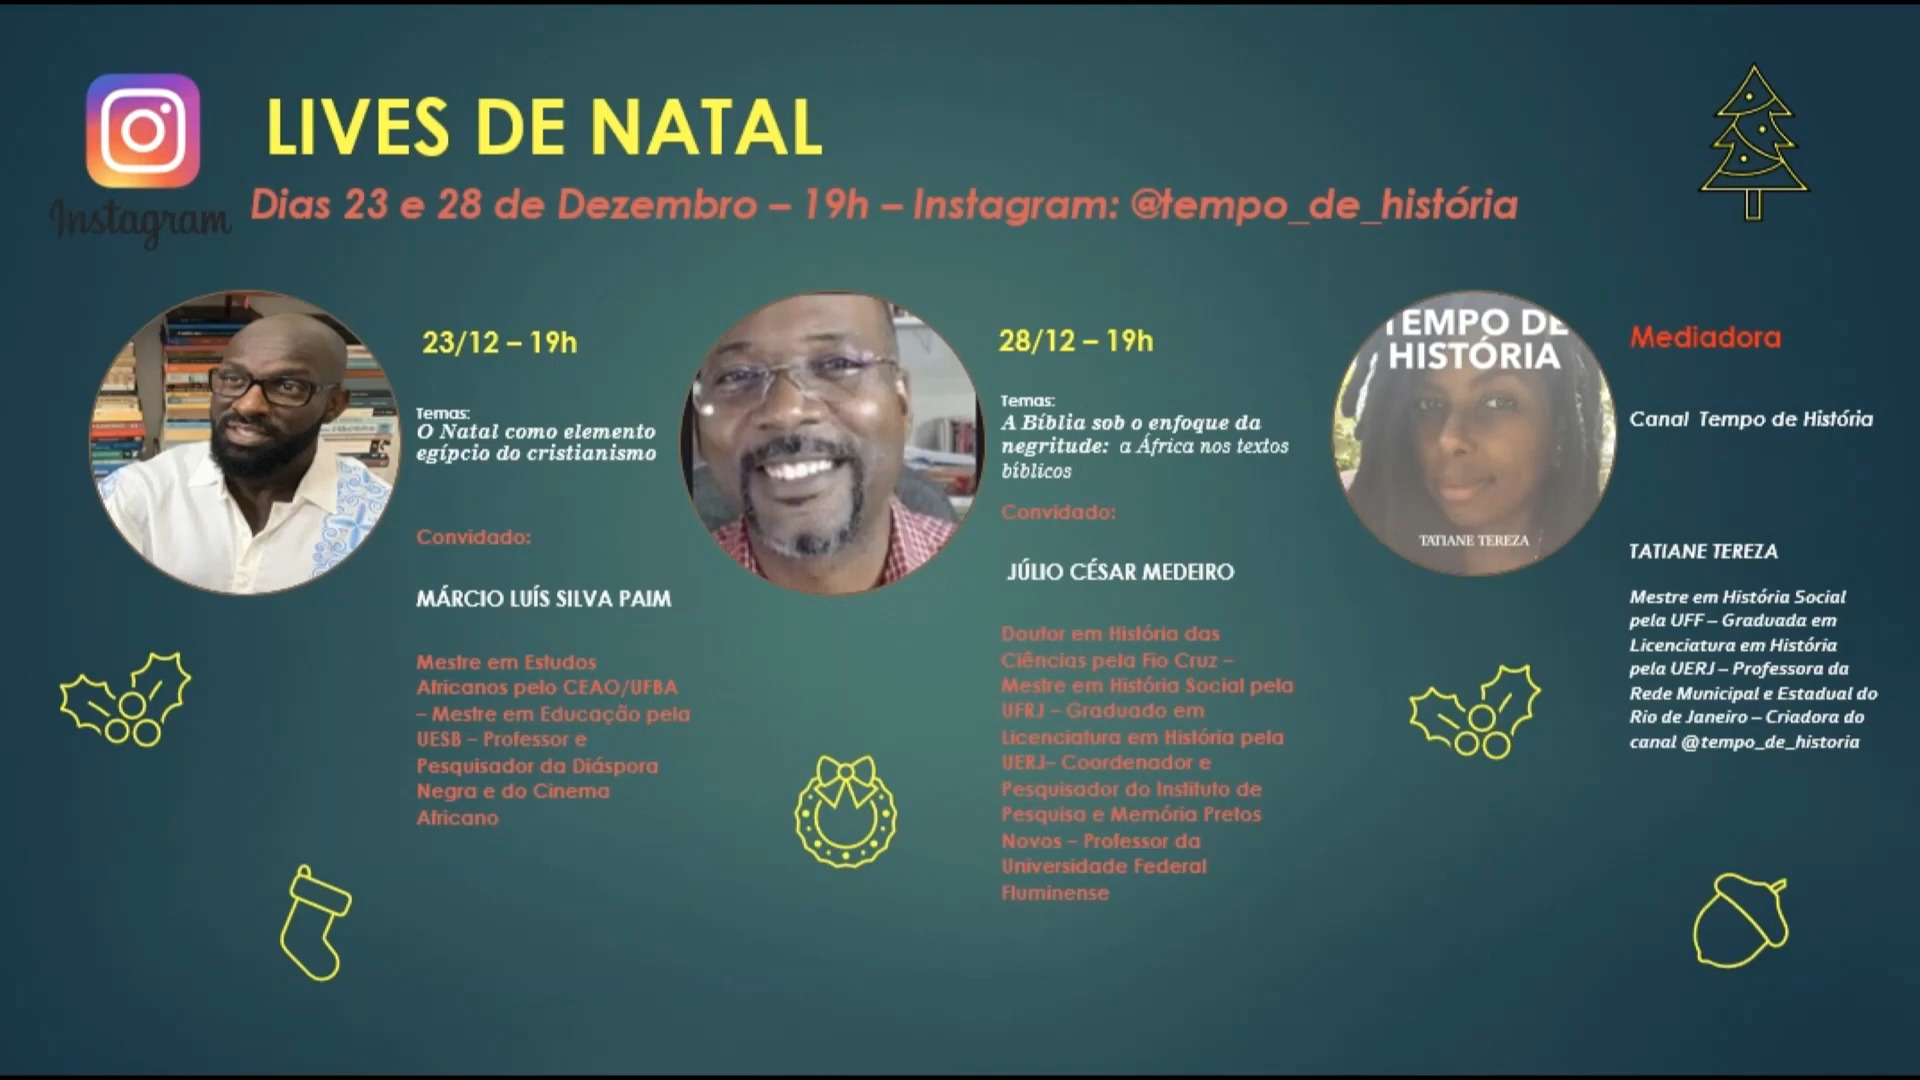 LIVES DE NATAL
Instagram
Dias 23 e 28 de Dezembro – 19h – Instagram: @tempo_de_história
23/12 – 19h
Temas:
O Natal como elemento
egípcio do cristianismo
Convidado:
MÁRCIO LUÍS SILVA PAIM
Mestre em Estudos
Africanos pelo CEAO/UFBA
– Mestre em Educação pela
UESB – Professor e
Pesquisador da Diáspora
Negra e do Cinema
Africano
28/12 – 19h
Temas:
A Bíblia sob o enfoque da
negritude: a África nos textos
bíblicos
Convidado:
JÚLIO CÉSAR MEDEIRO
Doutor em História das
Ciências pela Fio Cruz –
Mestre em História Social pela
UFRJ – Graduado em
Licenciatura em História pela
UERJ– Coordenador e
Pesquisador do Instituto de
Pesquisa e Memória Pretos
Novos – Professor da
Universidade Federal
Fluminense
TEMPO DE
HISTÓRIA
TATIANE TEREZA
Mediadora
Canal Tempo de História
TATIANE TEREZA
Mestre em História Social
pela UFF – Graduada em
Licenciatura em História
pela UERJ – Professora da
Rede Municipal e Estadual do
Rio de Janeiro – Criadora do
canal @tempo_de_historia